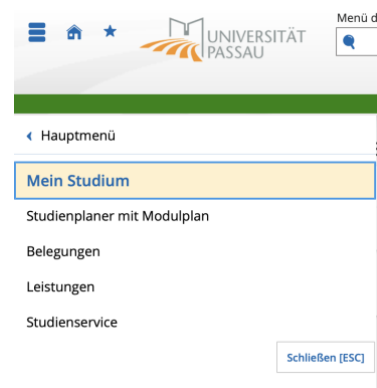 Menü d
UNIVERSITÄT
PASSAU
Hauptmenü
Mein Studium
Studienplaner mit Modulplan
Belegungen
Leistungen
Studienservice
Schließen [ESC]